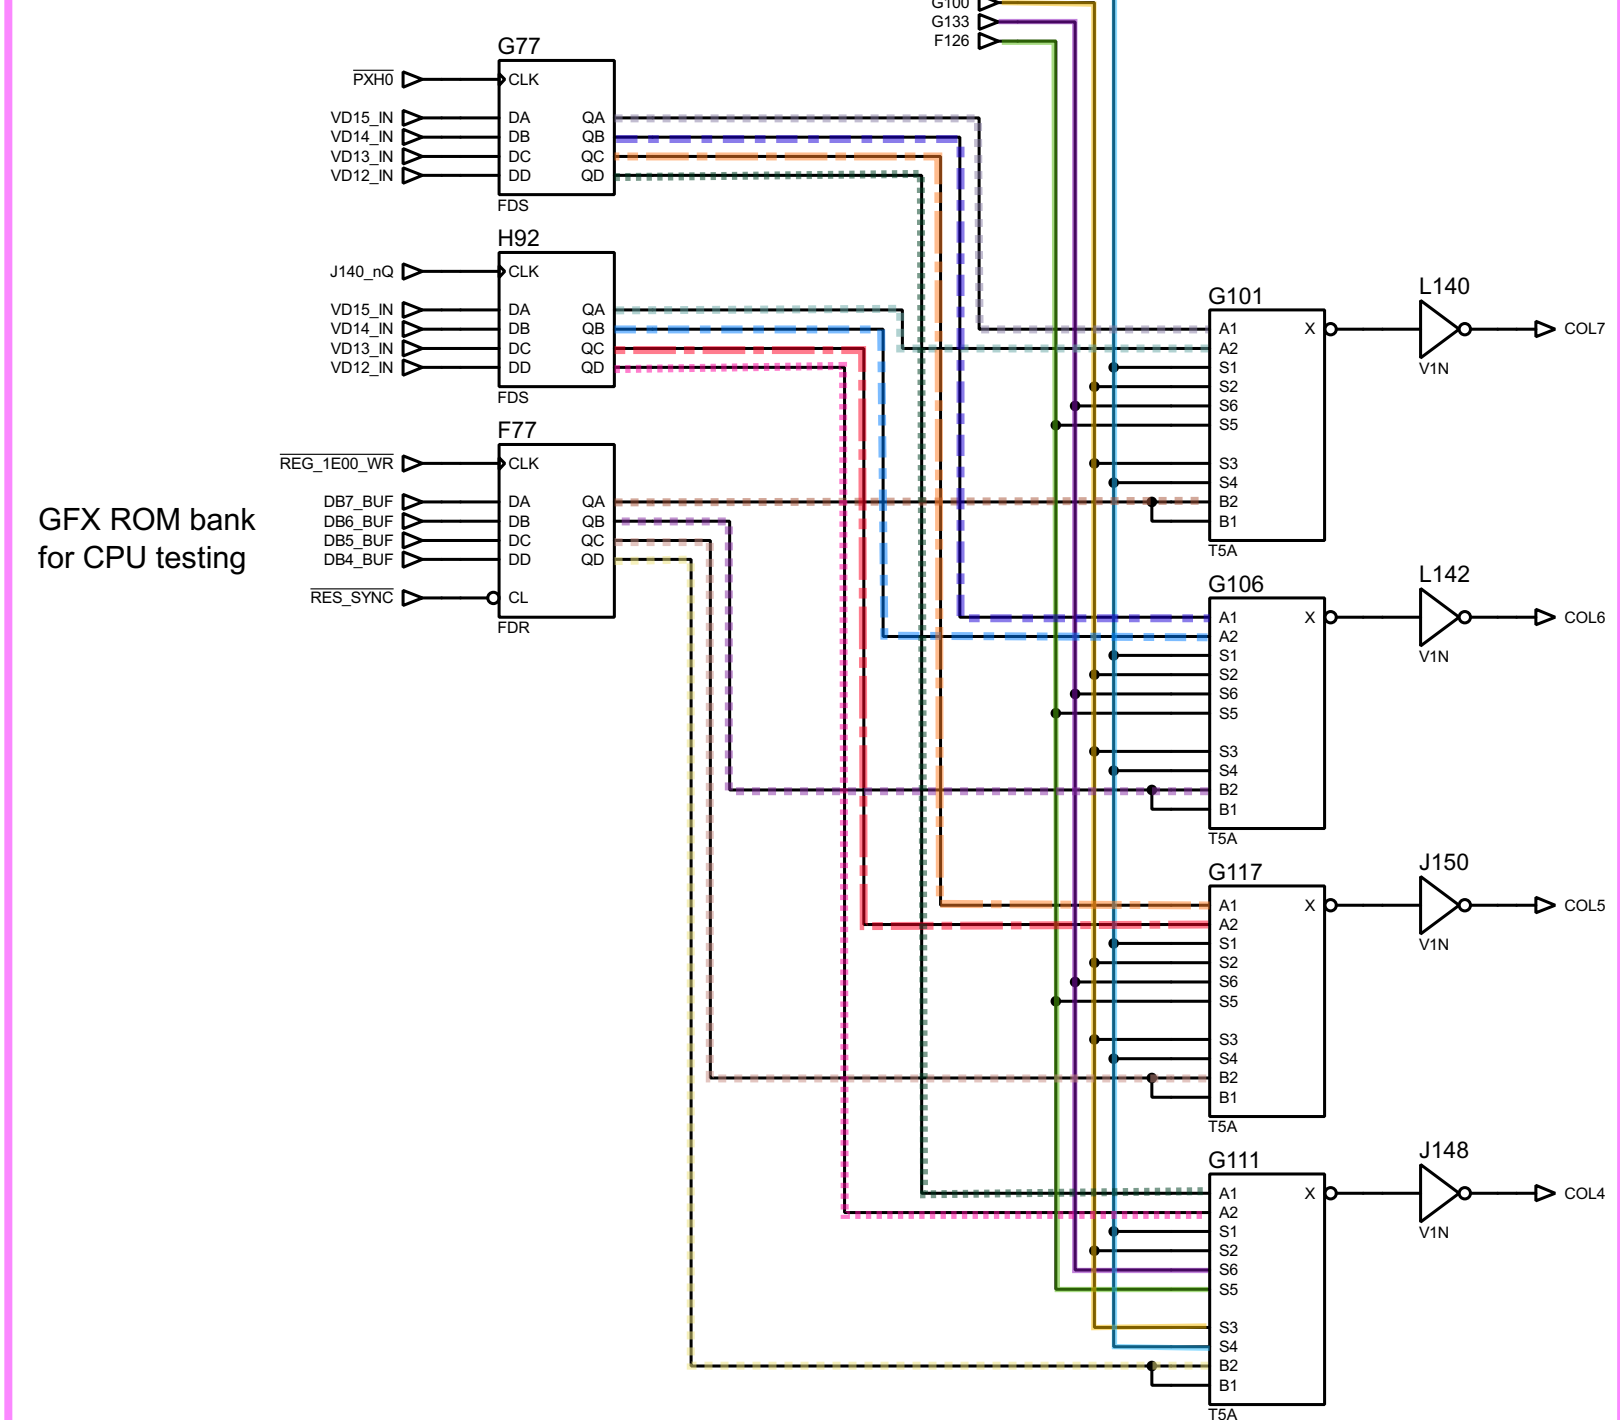 G100
G133
F126
G77
PXH0
CLK
VD15_IN
DA
QA
VD14_IN
DB
QB
VD13_IN
DC
QC
VD12_IN
DD
QD
FDS
H92
J140_nQ
CLK
VD15_IN
DA
QA
VD14_IN
DB
QB
VD13_IN
DC
QC
VD12_IN
DD
QD
FDS
F77
REG_1E00_WR
CLK
DB7_BUF
DA
QA
DB6_BUF
DB
QB
DB5_BUF
DC
QC
DB4_BUF
DD
QD
RES_SYNC
CL
FDR
GFX ROM bank
for CPU testing
G101
A1
X
A2
S1
S2
S6
S5
S3
S4
B2
B1
T5A
L140
V1N
COL7
G106
A1
X
A2
S1
S2
S6
S5
S3
S4
B2
B1
T5A
L142
V1N
COL6
G117
A1
X
A2
S1
S2
S6
S5
S3
S4
B2
B1
T5A
J150
V1N
COL5
G111
A1
X
A2
S1
S2
S6
S5
S3
S4
B2
B1
T5A
J148
V1N
COL4